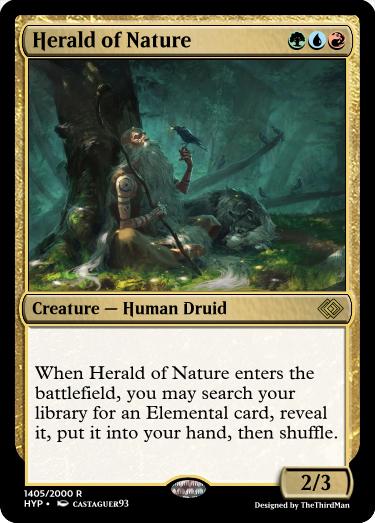 Herald of Nature
Creature — Human Druid
When Herald of Nature enters the
battlefield, you may search your
library for an Elemental card, reveal
it, put it into your hand, then shuffle.
2/3
1405/2000 R
HYP • CASTAGUER93
Designed by TheThirdMan